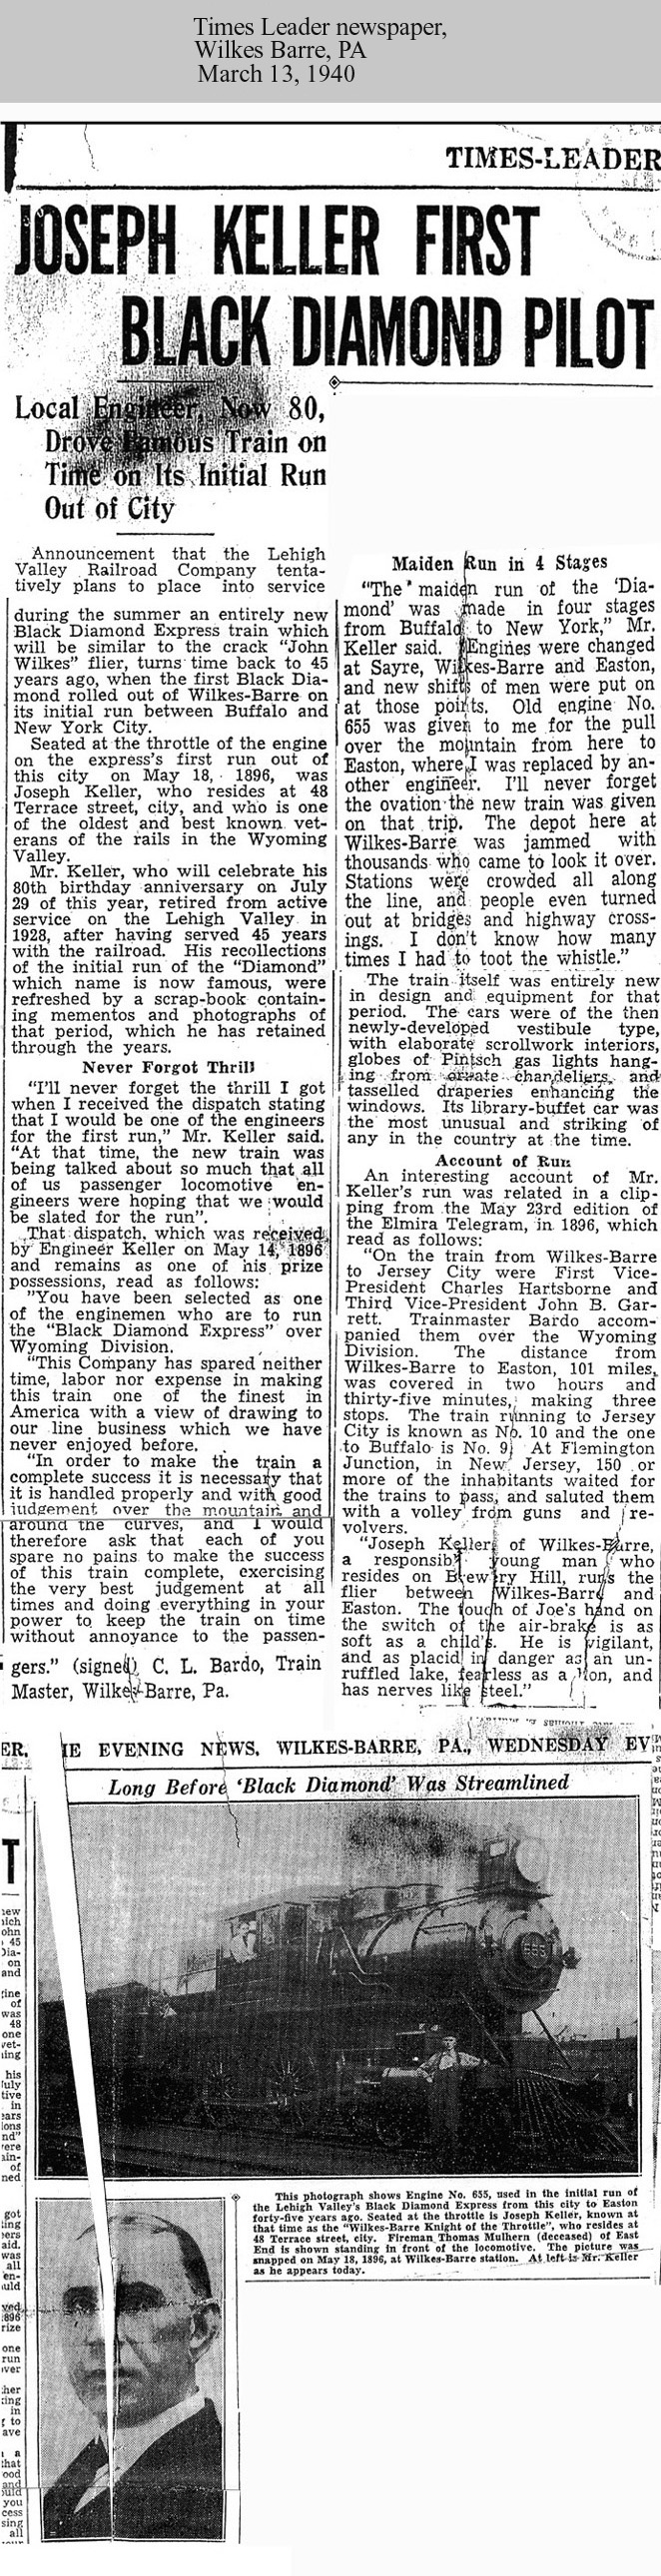 Times Leader newspaper,
Wilkes Barre, PA
March 13, 1940
TIMES-LEADER
JOSEPH KELLER FIRST
BLACK DIAMOND PILOT
Local Engineer, Now 80,
Drove Famous Train on
Time on Its Initial Run
Out of City
Announcement that the Lehigh
Valley Railroad Company tenta-
tively plans to place into service
during the summer an entirely new
Black Diamond Express train which
will be similar to the crack “John
Wilkes” flier, turns time back to 45
years ago, when the first Black Dia-
mond rolled out of Wilkes-Barre on
its initial run between Buffalo and
New York City.
Seated at the throttle of the engine
on the express's first run out of
this city on May 18, 1896, was
Joseph Keller, who resides at 48
Terrace street, city, and who is one
of the oldest and best known vet-
erans of the rails in the Wyoming
Valley.
Mr. Keller, who will celebrate his
80th birthday anniversary on July
29 of this year, retired from active
service on the Lehigh Valley in
1928, after having served 45 years
with the railroad. His recollections
of the initial run of the “Diamond”
which name is now famous, were
refreshed by a scrap-book contain-
ing mementos and photographs of
that period, which he has retained
through the years.
Never Forgot Thrill
“I'll never forget the thrill I got
when I received the dispatch stating
that I would be one of the engineers
for the first run,” Mr. Keller said.
“At that time, the new train was
being talked about so much that all
of us passenger locomotive en-
gineers were hoping that we would
be slated for the run”.
That dispatch, which was received
by Engineer Keller on May 14, 1896
and remains as one of his prize
possessions, read as follows:
"You have been selected as one
of the enginemen who are to run
the “Black Diamond Express” over
Wyoming Division.
“This Company has spared neither
time, labor nor expense in making
this train one of the finest in
America with a view of drawing to
our line business which we have
never enjoyed before.
“In order to make the train a
complete success it is necessary that
it is handled properly and with good
judgement over the mountain and
around the curves, and I would
therefore ask that each of you
spare no pains to make the success
of this train complete, exercising
the very best judgement at all
times and doing everything in your
power to keep the train on time
without annoyance to the passen-
gers.” (signed) C. L. Bardo, Train
Master, Wilkes-Barre, Pa.
Maiden Run in 4 Stages
“The maiden run of the ‘Dia-
mond’ was made in four stages
from Buffalo to New York,” Mr.
Keller said. “Engines were changed
at Sayre, Wilkes-Barre and Easton,
and new shifts of men were put on
at those points. Old engine No.
655 was given to me for the pull
over the mountain from here to
Easton, where I was replaced by an-
other engineer. I'll never forget
the ovation the new train was given
on that trip. The depot here at
Wilkes-Barre was jammed with
thousands who came to look it over.
Stations were crowded all along
the line, and people even turned
out at bridges and highway cross-
ings. I don't know how many
times I had to toot the whistle.”
The train itself was entirely new
in design and equipment for that
period. The cars were of the then
newly-developed vestibule type,
with elaborate scrollwork interiors,
globes of Pintsch gas lights hang-
ing from ornate chandeliers, and
tasselled draperies enhancing the
windows. Its library-buffet car was
the most unusual and striking of
any in the country at the time.
Account of Run
An interesting account of Mr.
Keller's run was related in a clip-
ping from the May 23rd edition of
the Elmira Telegram, in 1896, which
read as follows:
“On the train from Wilkes-Barre
to Jersey City were First Vice-
President Charles Hartsborne and
Third Vice-President John B. Gar-
rett. Trainmaster Bardo accom-
panied them over the Wyoming
Division. The distance from
Wilkes-Barre to Easton, 101 miles,
was covered in two hours and
thirty-five minutes, making three
stops. The train running to Jersey
City is known as No. 10 and the one
to Buffalo is No. 9. At Flemington
Junction, in New Jersey, 150 or
more of the inhabitants waited for
the trains to pass, and saluted them
with a volley from guns and re-
volvers.
“Joseph Keller, of Wilkes-Barre,
a responsible young man who
resides on Brewery Hill, runs the
flier between Wilkes-Barre and
Easton. The touch of Joe's hand on
the switch of the air-brake is as
soft as a child's. He is vigilant,
and as placid in danger as an un-
ruffled lake, fearless as a lion, and
has nerves like steel.”
ER, IE EVENING NEWS, WILKES-BARRE, PA., WEDNESDAY EV
Long Before ‘Black Diamond’ Was Streamlined
655
This photograph shows Engine No. 655, used in the initial run of
the Lehigh Valley's Black Diamond Express from this city to Easton
forty-five years ago. Seated at the throttle is Joseph Keller, known at
that time as the “Wilkes-Barre Knight of the Throttle”, who resides at
48 Terrace street, city. Fireman Thomas Mulhern (deceased) of East
End is shown standing in front of the locomotive. The picture was
snapped on May 18, 1896, at Wilkes-Barre station. At left is Mr. Keller
as he appears today.